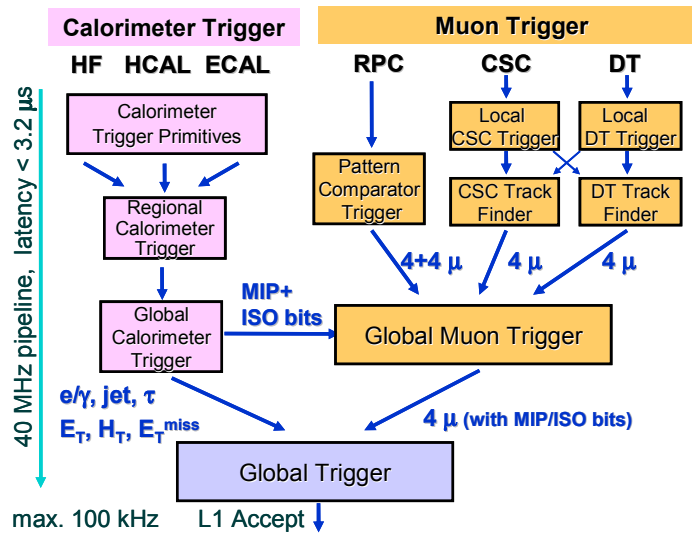 Calorimeter Trigger
Muon Trigger
HF HCAL ECAL
RPC CSC DT
Calorimeter
Trigger Primitives
Local
CSC Trigger
Local
DT Trigger
Pattern
Comparator
Trigger
CSC Track
Finder
DT Track
Finder
Regional
Calorimeter
Trigger
4+4 μ
4 μ
4 μ
MIP+
ISO bits
Global
Calorimeter
Trigger
Global Muon Trigger
e/γ, jet, τ
E_T, H_T, E_T^miss
4 μ (with MIP/ISO bits)
Global Trigger
40 MHz pipeline, latency < 3.2 μs
max. 100 kHz L1 Accept